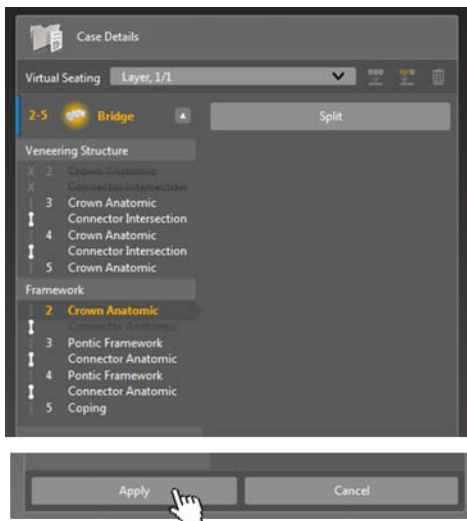 Case Details
Virtual Seating Layer, 1/1
2-5 Bridge Split
Veneering Structure
X 2 Crown Anatomic
X Connector Intersection
3 Crown Anatomic
Connector Intersection
4 Crown Anatomic
Connector Intersection
5 Crown Anatomic
Framework
2 Crown Anatomic
Connector Anatomic
3 Pontic Framework
Connector Anatomic
4 Pontic Framework
Connector Anatomic
5 Coping
Apply Cancel